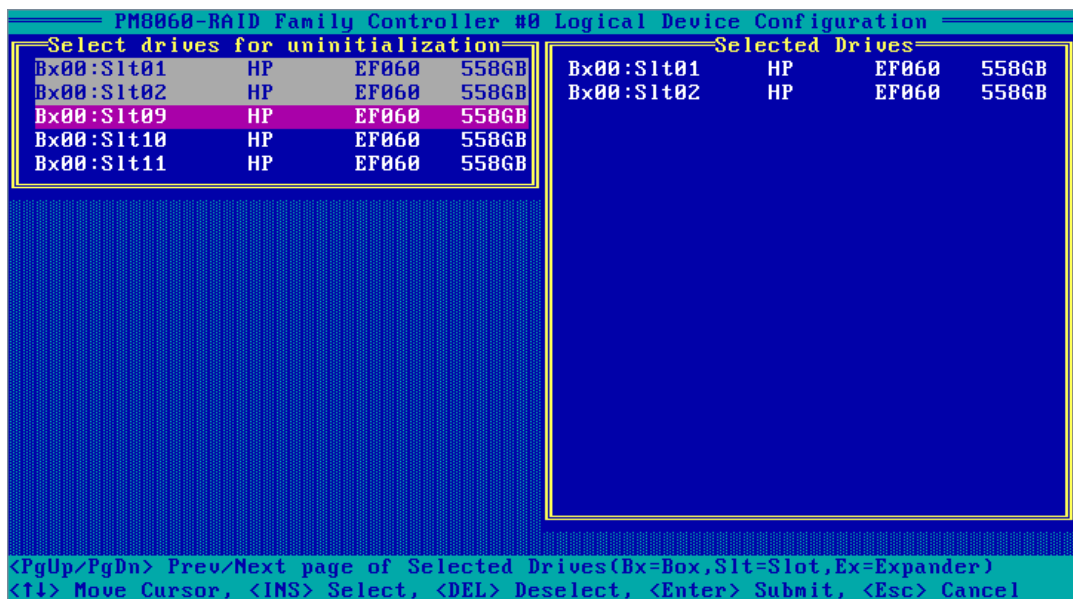 PM8060-RAID Family Controller #0 Logical Device Configuration
Select drives for uninitialization
Bx00:Slt01 HP EF060 558GB
Bx00:Slt02 HP EF060 558GB
Bx00:Slt09 HP EF060 558GB
Bx00:Slt10 HP EF060 558GB
Bx00:Slt11 HP EF060 558GB
Selected Drives
Bx00:Slt01 HP EF060 558GB
Bx00:Slt02 HP EF060 558GB
<PgUp/PgDn> Prev/Next page of Selected Drives(Bx=Box,Slt=Slot,Ex=Expander)
<↑↓> Move Cursor, <INS> Select, <DEL> Deselect, <Enter> Submit, <Esc> Cancel